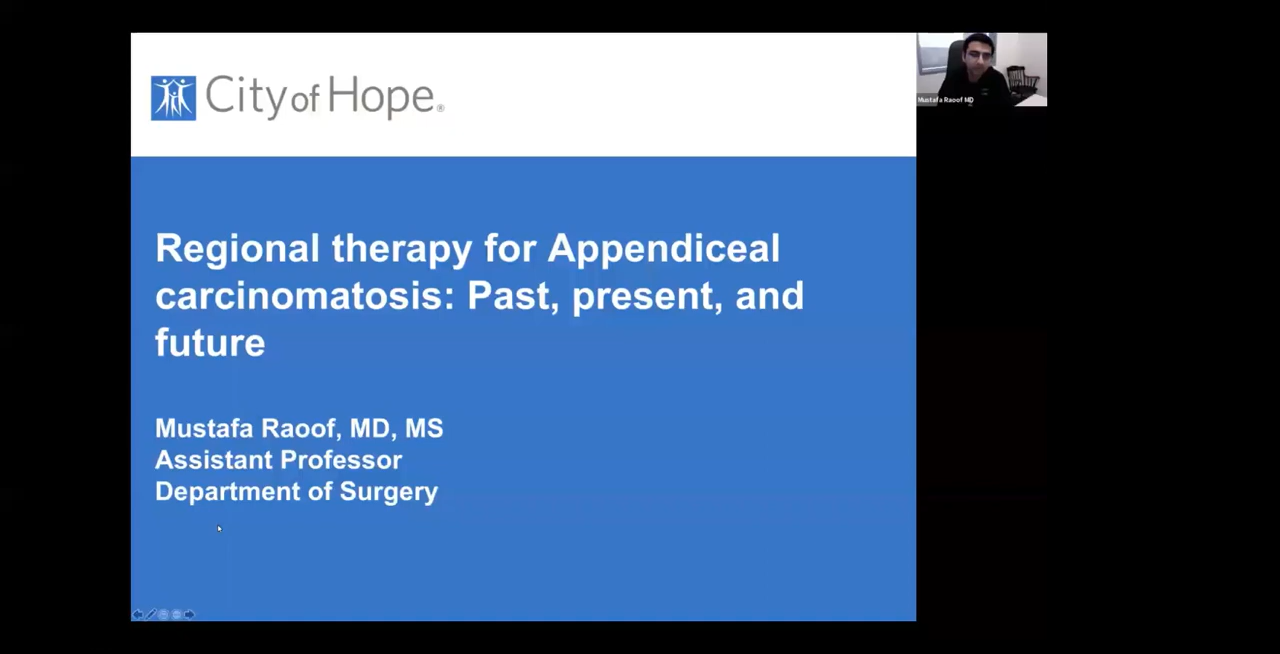 City of Hope®
Mustafa Raoof MD
Regional therapy for Appendiceal
carcinomatosis: Past, present, and
future
Mustafa Raoof, MD, MS
Assistant Professor
Department of Surgery